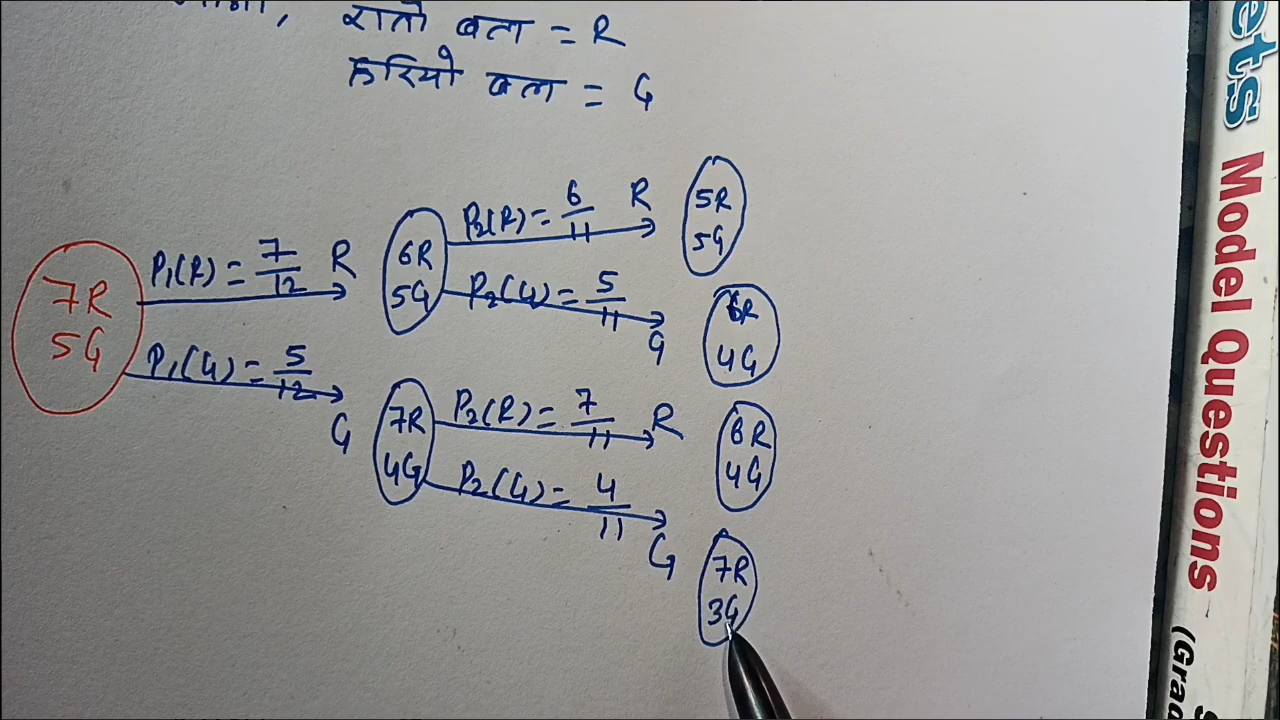 रातो बल = R
हरियो बल = G
7R
5G
P₁(R) = 7/12 R
P₁(G) = 5/12 G
6R
5G
P₂(R) = 6/11 R
P₂(G) = 5/11 G
5R
5G
6R
4G
7R
4G
P₂(R) = 7/11 R
P₂(G) = 4/11 G
6R
4G
7R
3G
ets Model Questions
(Grad